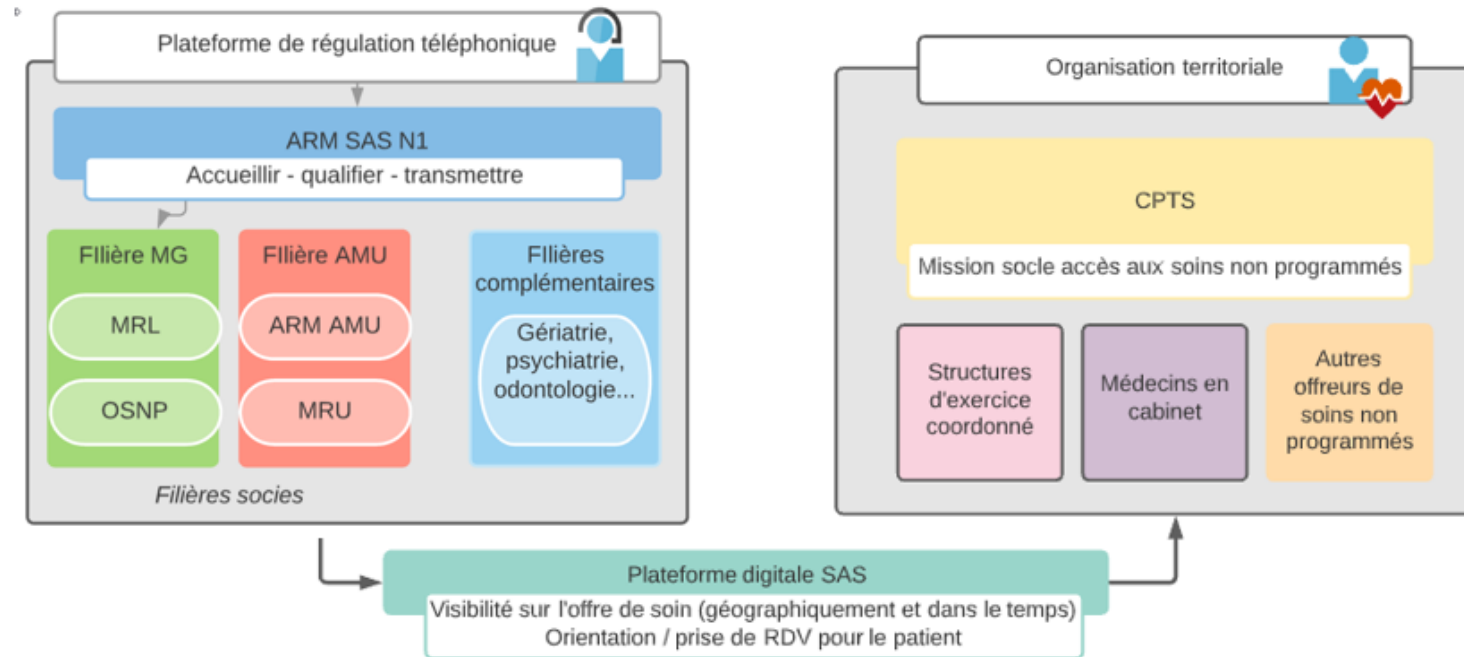 Plateforme de régulation téléphonique
ARM SAS N1
Accueillir - qualifier - transmettre
FIlière MG
MRL
OSNP
FIlière AMU
ARM AMU
MRU
FIlières
complémentaires
Gériatrie,
psychiatrie,
odontologie...
Filières socies
Organisation territoriale
CPTS
Mission socle accès aux soins non programmés
Structures
d'exercice
coordonné
Médecins en
cabinet
Autres
offreurs de
soins non
programmés
Plateforme digitale SAS
Visibilité sur l'offre de soin (géographiquement et dans le temps)
Orientation / prise de RDV pour le patient